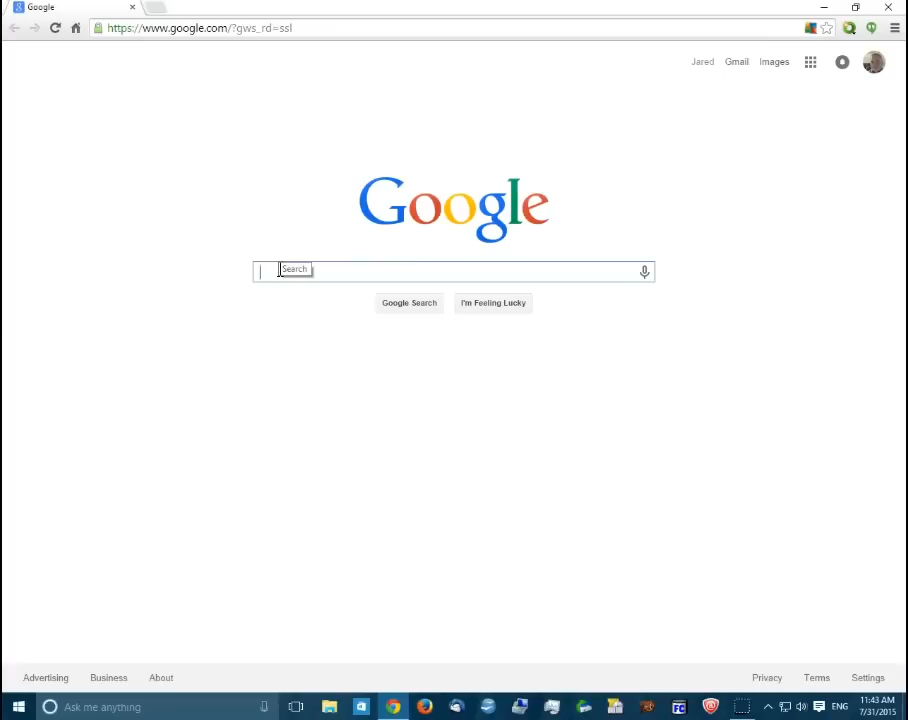 Google
https://www.google.com/?gws_rd=ssl
Jared Gmail Images
Google
Search
Google Search I'm Feeling Lucky
Advertising Business About Privacy Terms Settings
Ask me anything FC ENG 11:43 AM
7/31/2015